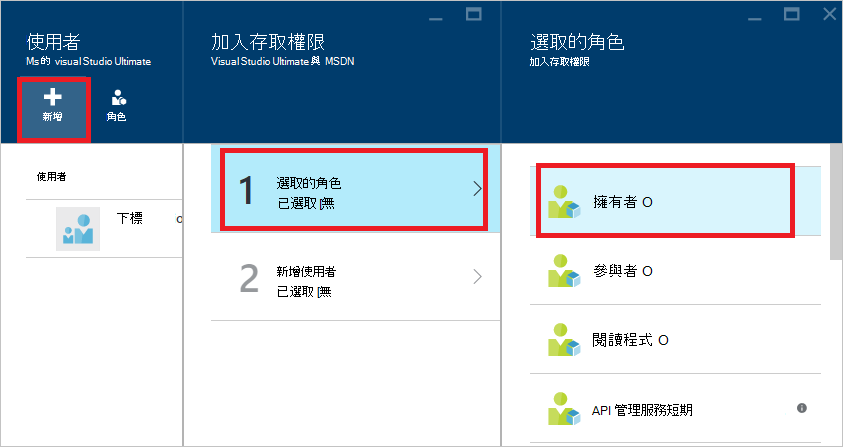 使用者
Ms的 visual Studio Ultimate
新增
角色
使用者
下標 o
加入存取權限
Visual Studio Ultimate 與 MSDN
1
選取的角色
已選取 [無
2
新增使用者
已選取 [無
選取的角色
加入存取權限
擁有者 O
參與者 O
閱讀程式 O
API 管理服務短期